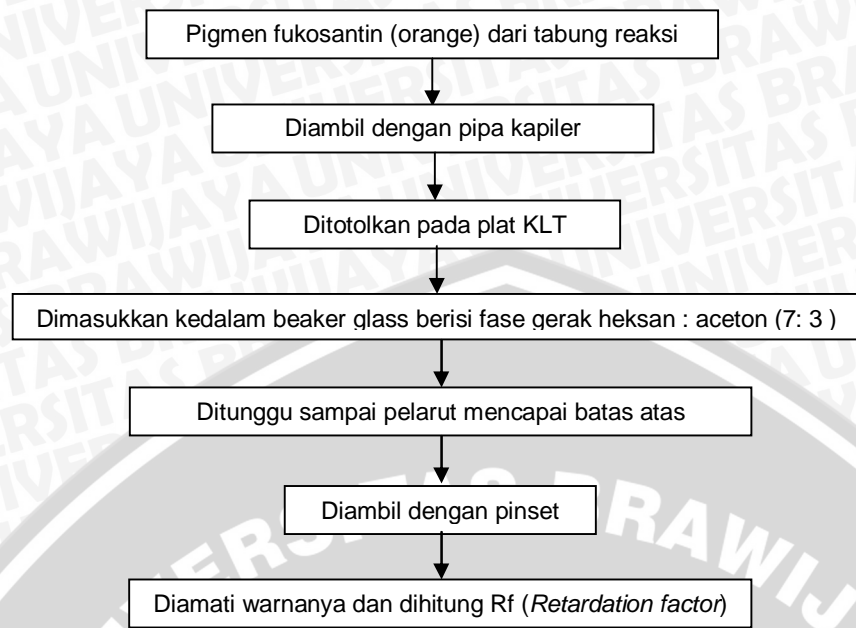 Pigmen fukosantin (orange) dari tabung reaksi
Diambil dengan pipa kapiler
Ditotolkan pada plat KLT
Dimasukkan kedalam beaker glass berisi fase gerak heksan : aceton (7: 3 )
Ditunggu sampai pelarut mencapai batas atas
Diambil dengan pinset
Diamati warnanya dan dihitung Rf (Retardation factor)